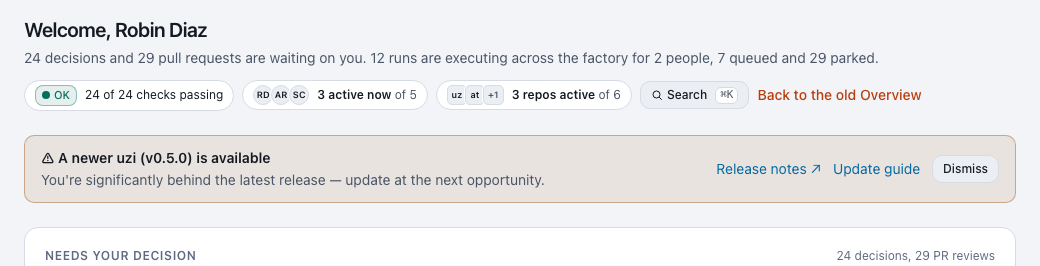 Welcome, Robin Diaz
24 decisions and 29 pull requests are waiting on you. 12 runs are executing across the factory for 2 people, 7 queued and 29 parked.
OK 24 of 24 checks passing RD AR SC 3 active now of 5 uz at +1 3 repos active of 6 Search ⌘K Back to the old Overview
⚠ A newer uzi (v0.5.0) is available
You're significantly behind the latest release — update at the next opportunity.
Release notes ↗ Update guide Dismiss
NEEDS YOUR DECISION 24 decisions, 29 PR reviews